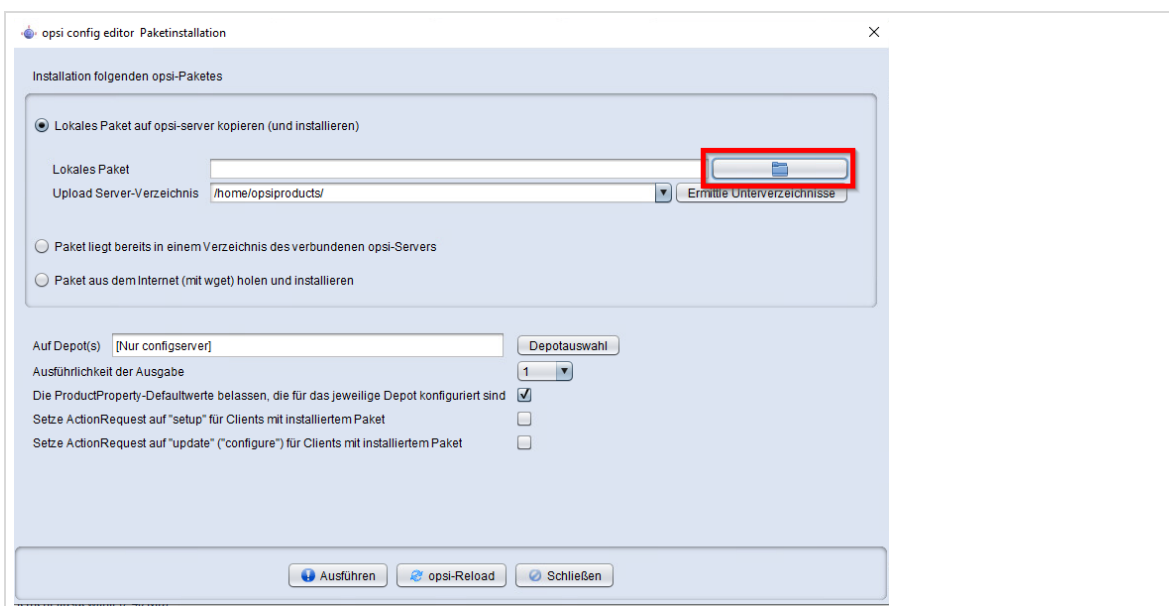 opsi config editor Paketinstallation
Installation folgenden opsi-Paketes
Lokales Paket auf opsi-server kopieren (und installieren)
Lokales Paket
Upload Server-Verzeichnis /home/opsiproducts/ Ermittle Unterverzeichnisse
Paket liegt bereits in einem Verzeichnis des verbundenen opsi-Servers
Paket aus dem Internet (mit wget) holen und installieren
Auf Depot(s) [Nur configserver] Depotauswahl
Ausführlichkeit der Ausgabe 1
Die ProductProperty-Defaultwerte belassen, die für das jeweilige Depot konfiguriert sind
Setze ActionRequest auf "setup" für Clients mit installiertem Paket
Setze ActionRequest auf "update" ("configure") für Clients mit installiertem Paket
Ausführen opsi-Reload Schließen